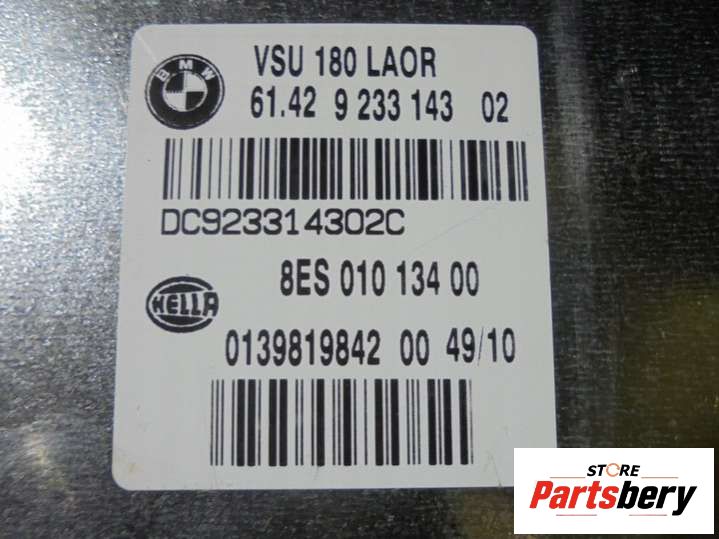 BMW
VSU 180 LAOR
61.42 9 233 143 02
DC923314302C
8ES 010 134 00
HELLA
0139819842 00 49/10
STORE
Partsbery